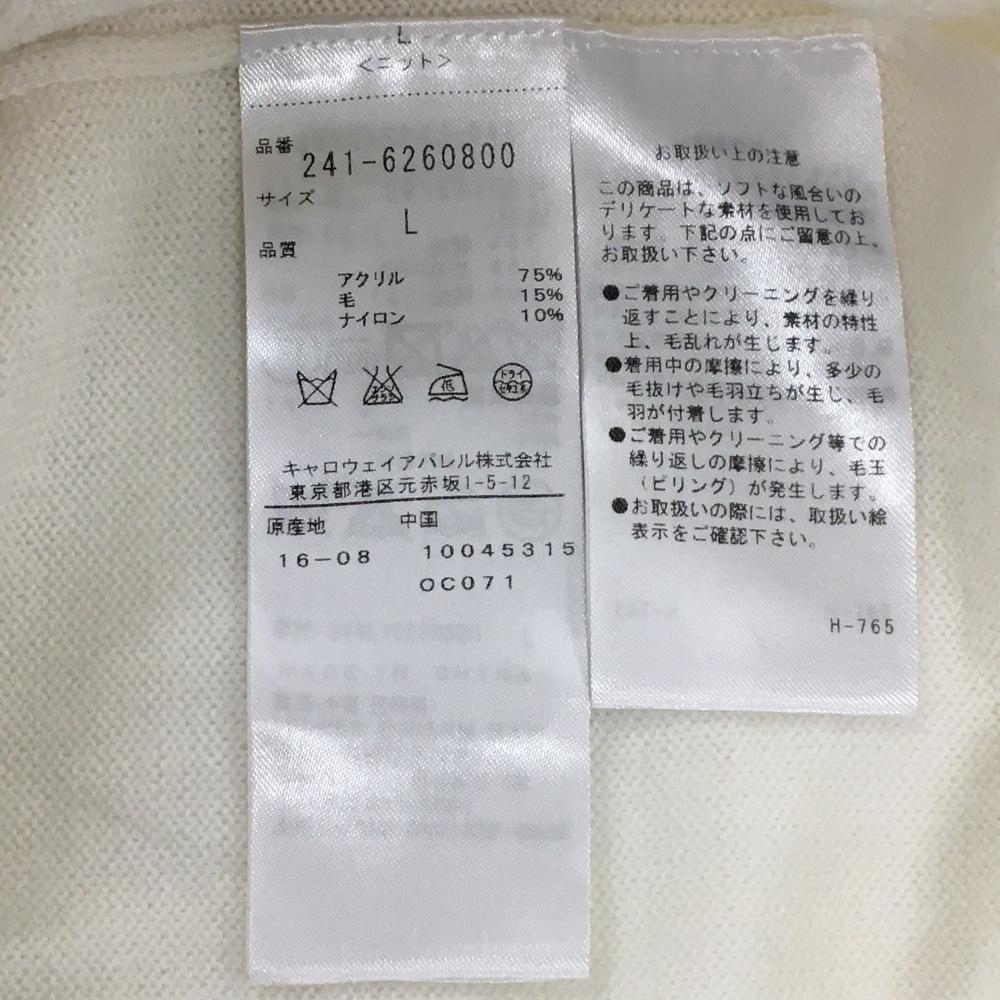 L
<ニット>
品番
241-6260800
サイズ
L
品質
アクリル 75%
毛 15%
ナイロン 10%
低
ドライ
セキユ系
キャロウェイアパレル株式会社
東京都港区元赤坂1-5-12
原産地 中国
16-08 10045315
OC071
お取扱い上の注意
この商品は、ソフトな風合いの
デリケートな素材を使用してお
ります。下記の点にご留意の上、
お取扱い下さい。
●ご着用やクリーニングを繰り
返すことにより、素材の特性
上、毛乱れが生じます。
●着用中の摩擦により、多少の
毛抜けや毛羽立ちが生じ、毛
羽が付着します。
●ご着用やクリーニング等での
繰り返しの摩擦により、毛玉
（ピリング）が発生します。
●お取扱いの際には、取扱い絵
表示をご確認下さい。
H-765